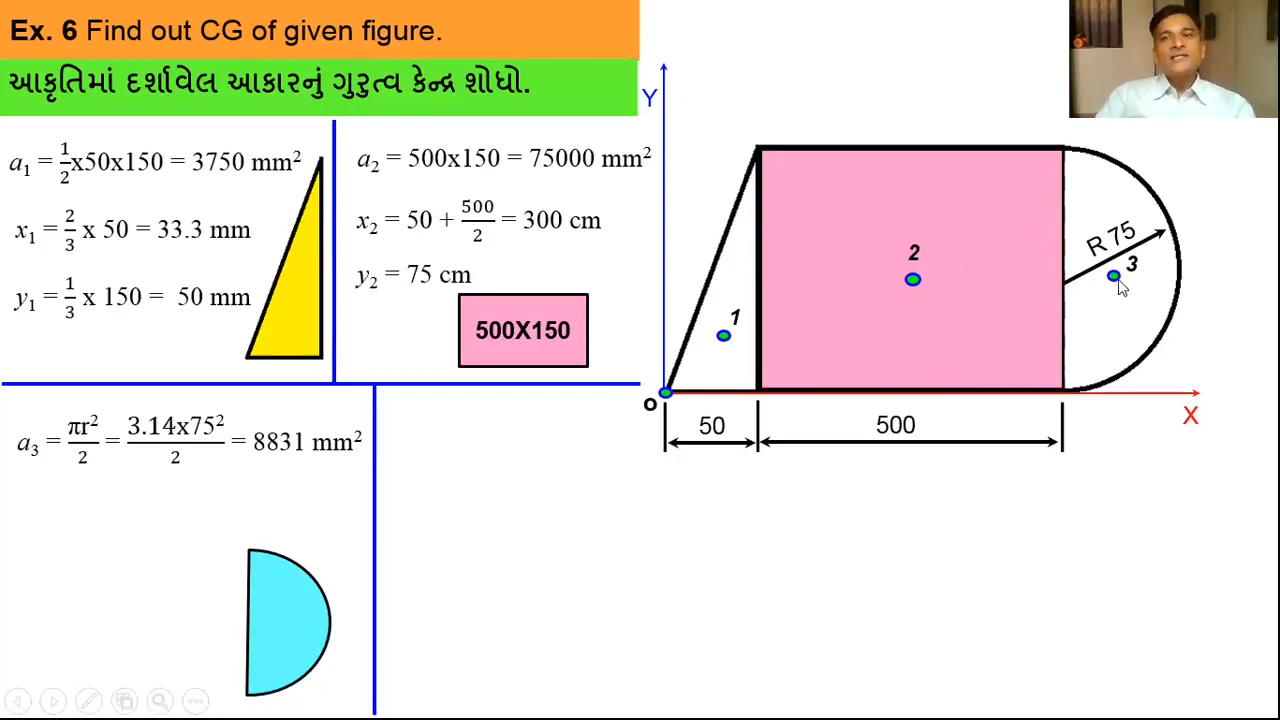 Ex. 6 Find out CG of given figure.
આકૃતિમાં દર્શાવેલ આકારનું ગુરુત્વ કેન્દ્ર શોધો.
a₁ = 1/2 x50x150 = 3750 mm²
x₁ = 2/3 x 50 = 33.3 mm
y₁ = 1/3 x 150 = 50 mm
a₂ = 500x150 = 75000 mm²
x₂ = 50 + 500/2 = 300 cm
y₂ = 75 cm
500X150
a₃ = πr²/2 = 3.14x75²/2 = 8831 mm²
Y
R 75
2
3
1
O
X
50
500